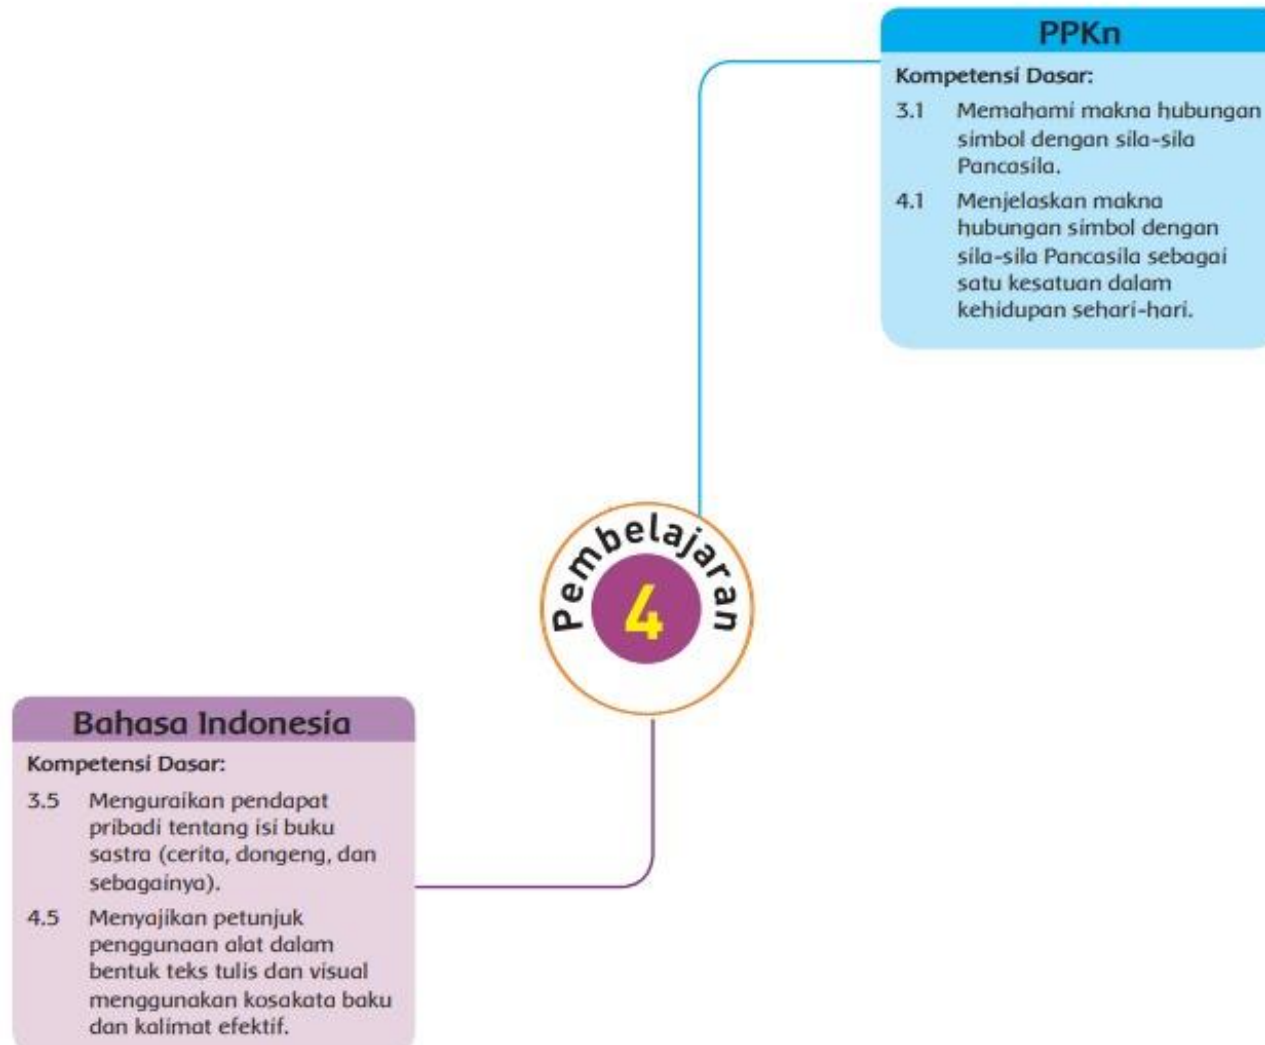 PPKn
Kompetensi Dasar:
3.1 Memahami makna hubungan
simbol dengan sila-sila
Pancasila.
4.1 Menjelaskan makna
hubungan simbol dengan
sila-sila Pancasila sebagai
satu kesatuan dalam
kehidupan sehari-hari.
Pembelajaran
4
Bahasa Indonesia
Kompetensi Dasar:
3.5 Menguraikan pendapat
pribadi tentang isi buku
sastra (cerita, dongeng, dan
sebagainya).
4.5 Menyajikan petunjuk
penggunaan alat dalam
bentuk teks tulis dan visual
menggunakan kosakata baku
dan kalimat efektif.